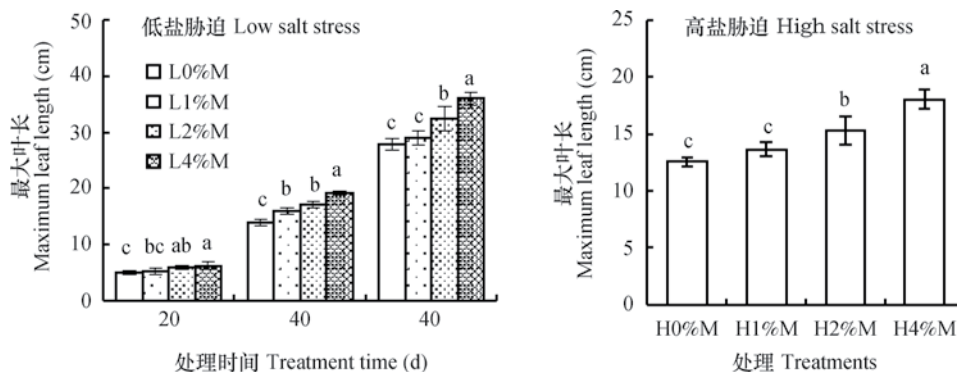 低盐胁迫 Low salt stress
L0%M
L1%M
L2%M
L4%M
最大叶长
Maximum leaf length (cm)
50
40
30
20
10
0
c bc ab a
c b b a
c c b a
20 40 40
处理时间 Treatment time (d)
高盐胁迫 High salt stress
最大叶长
Maximum leaf length (cm)
25
20
15
10
5
0
c c b a
H0%M H1%M H2%M H4%M
处理 Treatments